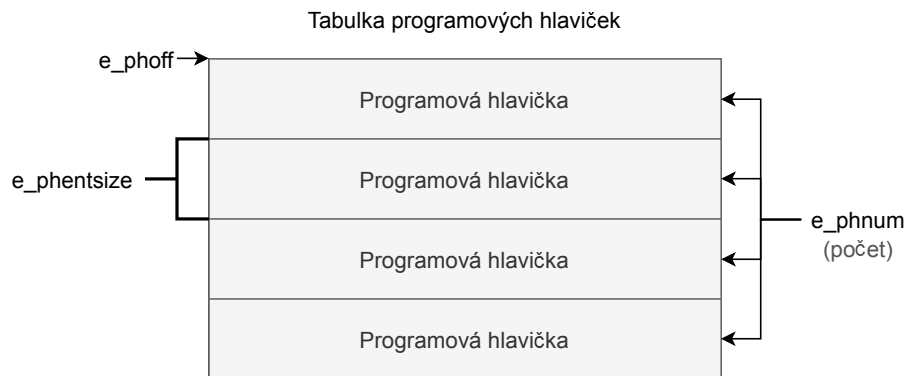 Tabulka programových hlaviček
e_phoff
Programová hlavička
e_phentsize
Programová hlavička
Programová hlavička
e_phnum
(počet)
Programová hlavička